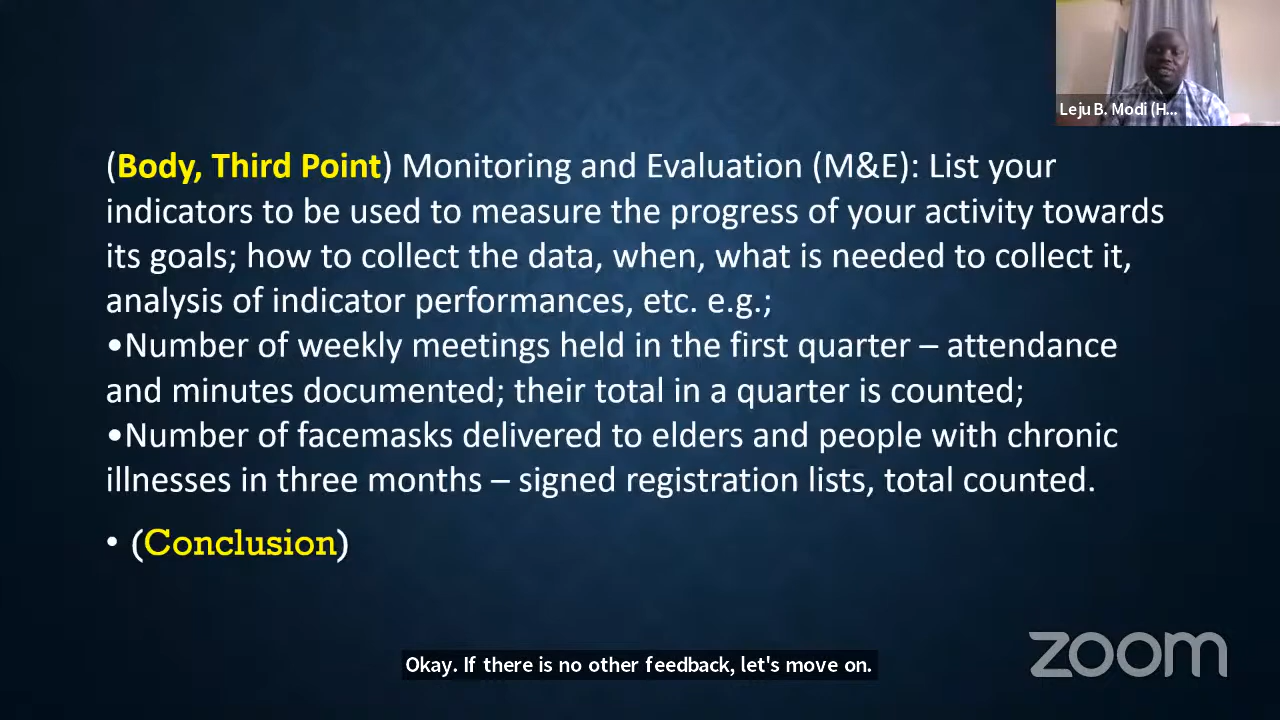 Leju B. Modi (H...
(Body, Third Point) Monitoring and Evaluation (M&E): List your
indicators to be used to measure the progress of your activity towards
its goals; how to collect the data, when, what is needed to collect it,
analysis of indicator performances, etc. e.g.;
•Number of weekly meetings held in the first quarter – attendance
and minutes documented; their total in a quarter is counted;
•Number of facemasks delivered to elders and people with chronic
illnesses in three months – signed registration lists, total counted.
• (Conclusion)
Okay. If there is no other feedback, let's move on.
zoom